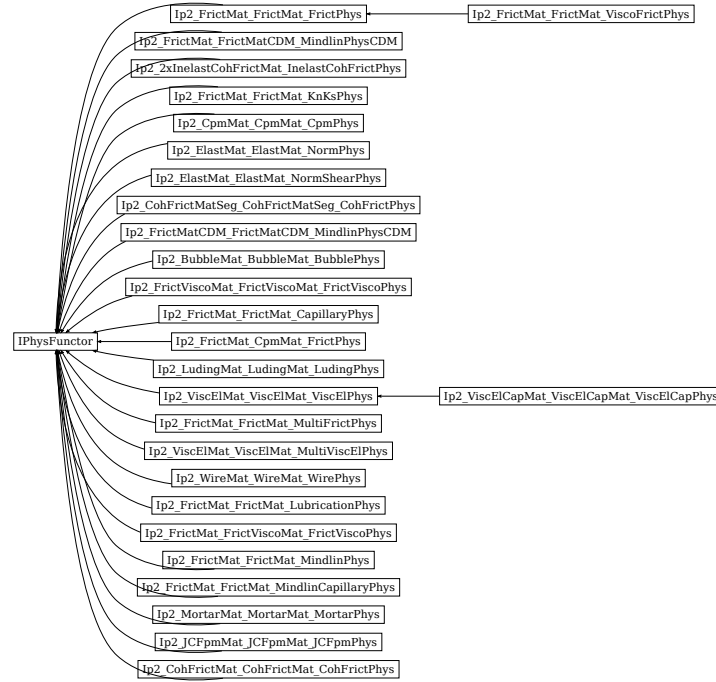 Ip2_FrictMat_FrictMat_FrictPhys
Ip2_FrictMat_FrictMat_ViscoFrictPhys
Ip2_FrictMat_FrictMatCDM_MindlinPhysCDM
Ip2_2xInelastCohFrictMat_InelastCohFrictPhys
Ip2_FrictMat_FrictMat_KnKsPhys
Ip2_CpmMat_CpmMat_CpmPhys
Ip2_ElastMat_ElastMat_NormPhys
Ip2_ElastMat_ElastMat_NormShearPhys
Ip2_CohFrictMatSeg_CohFrictMatSeg_CohFrictPhys
Ip2_FrictMatCDM_FrictMatCDM_MindlinPhysCDM
Ip2_BubbleMat_BubbleMat_BubblePhys
Ip2_FrictViscoMat_FrictViscoMat_FrictViscoPhys
Ip2_FrictMat_FrictMat_CapillaryPhys
IPhysFunctor
Ip2_FrictMat_CpmMat_FrictPhys
Ip2_LudingMat_LudingMat_LudingPhys
Ip2_ViscElMat_ViscElMat_ViscElPhys
Ip2_ViscElCapMat_ViscElCapMat_ViscElCapPhys
Ip2_FrictMat_FrictMat_MultiFrictPhys
Ip2_ViscElMat_ViscElMat_MultiViscElPhys
Ip2_WireMat_WireMat_WirePhys
Ip2_FrictMat_FrictMat_LubricationPhys
Ip2_FrictMat_FrictViscoMat_FrictViscoPhys
Ip2_FrictMat_FrictMat_MindlinPhys
Ip2_FrictMat_FrictMat_MindlinCapillaryPhys
Ip2_MortarMat_MortarMat_MortarPhys
Ip2_JCFpmMat_JCFpmMat_JCFpmPhys
Ip2_CohFrictMat_CohFrictMat_CohFrictPhys